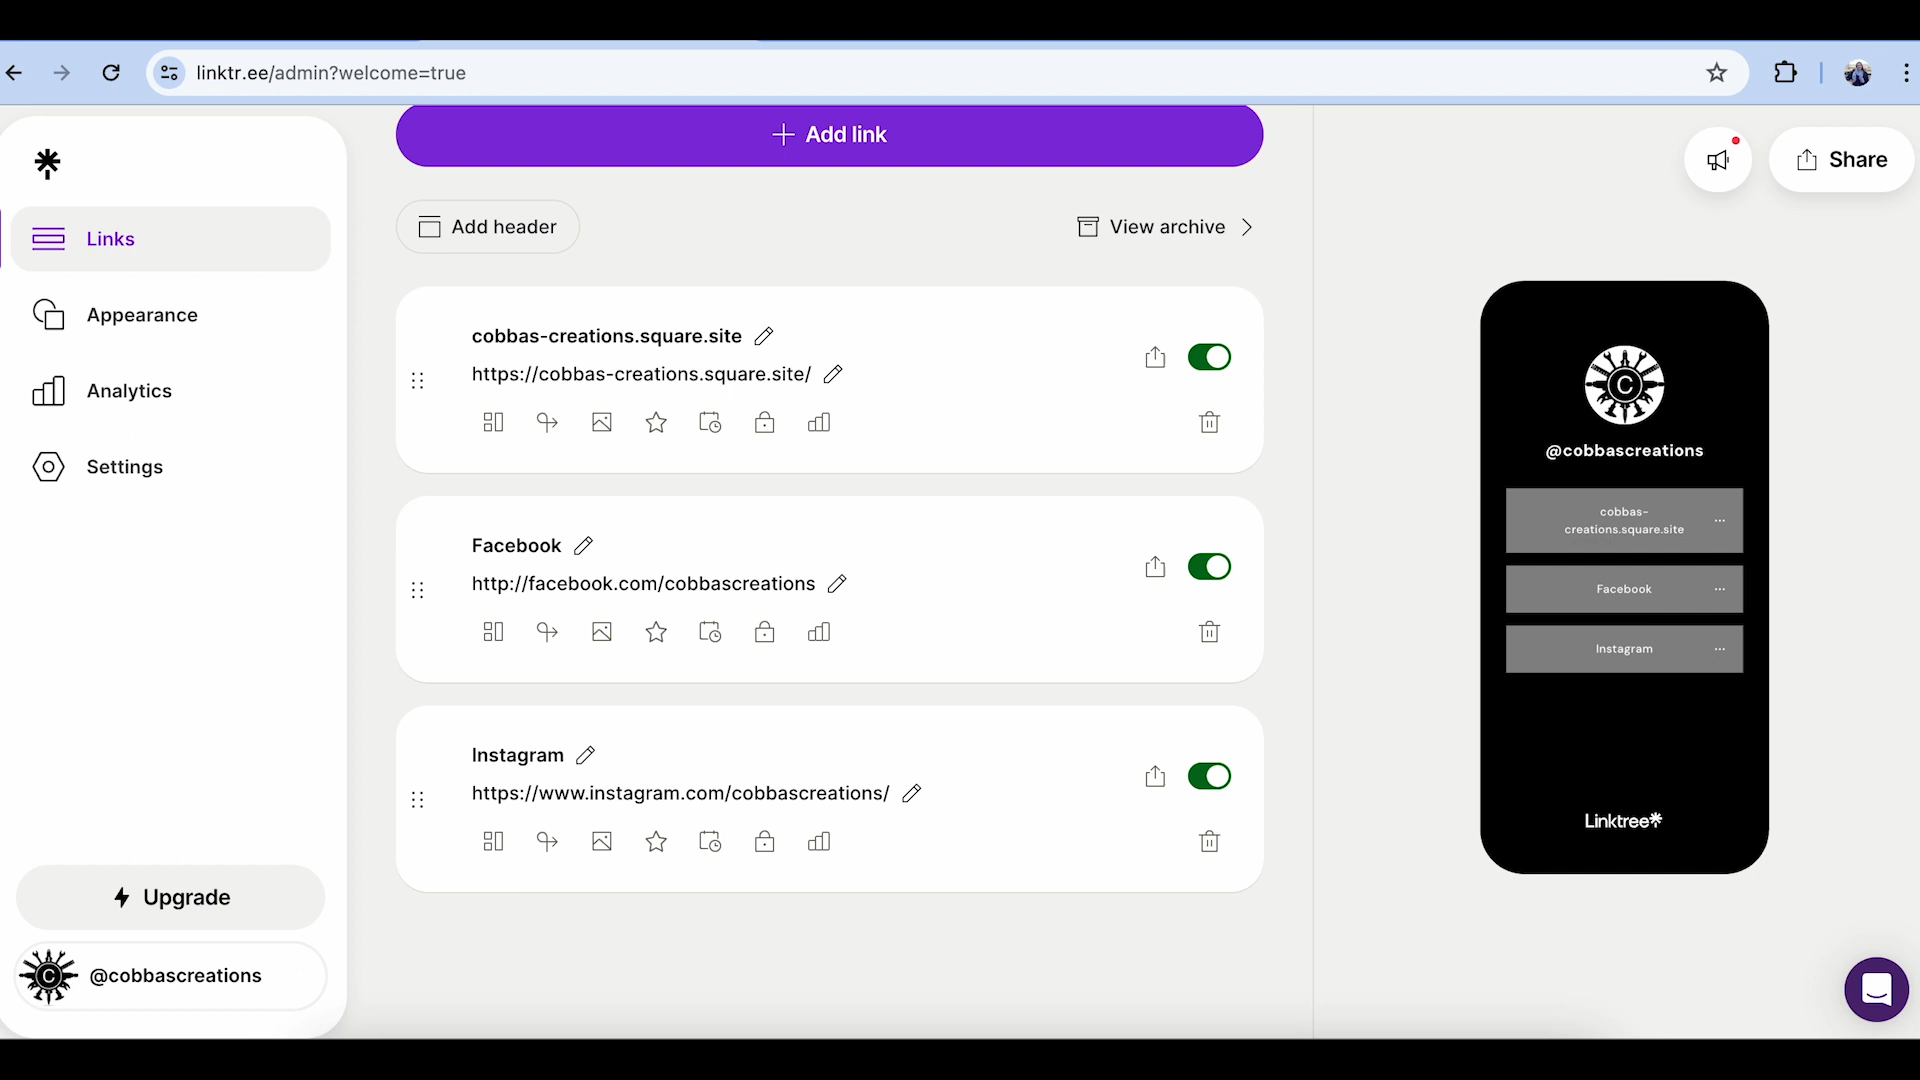 linktr.ee/admin?welcome=true
Add link
Share
Add header
View archive
Links
Appearance
Analytics
Settings
cobbas-creations.square.site
https://cobbas-creations.square.site/
Facebook
http://facebook.com/cobbascreations
Instagram
https://www.instagram.com/cobbascreations/
C
@cobbascreations
cobbas-
creations.square.site
Facebook
Instagram
Linktree
Upgrade
C
@cobbascreations